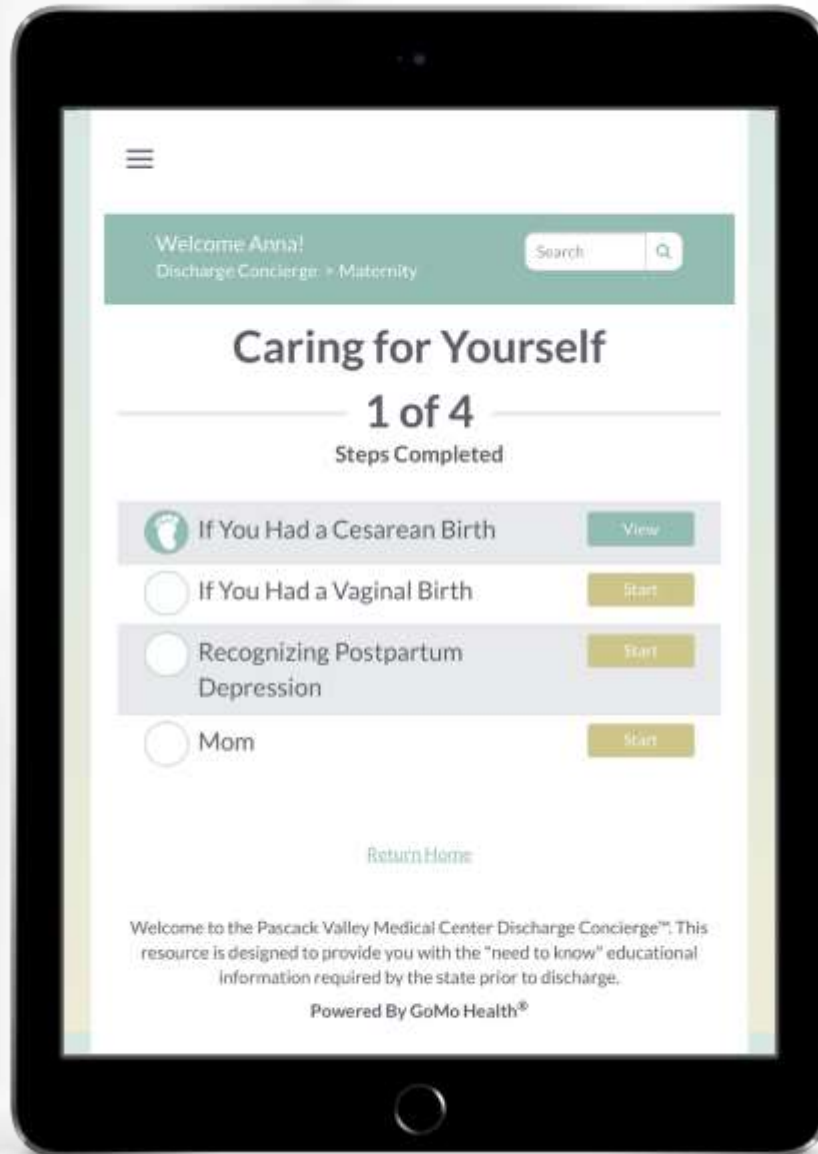 Welcome Anna!
Discharge Concierge > Maternity
Search
Caring for Yourself
1 of 4
Steps Completed
If You Had a Cesarean Birth
View
If You Had a Vaginal Birth
Start
Recognizing Postpartum
Depression
Start
Mom
Start
Return Home
Welcome to the Pascack Valley Medical Center Discharge Concierge™. This
resource is designed to provide you with the "need to know" educational
information required by the state prior to discharge.
Powered By GoMo Health®